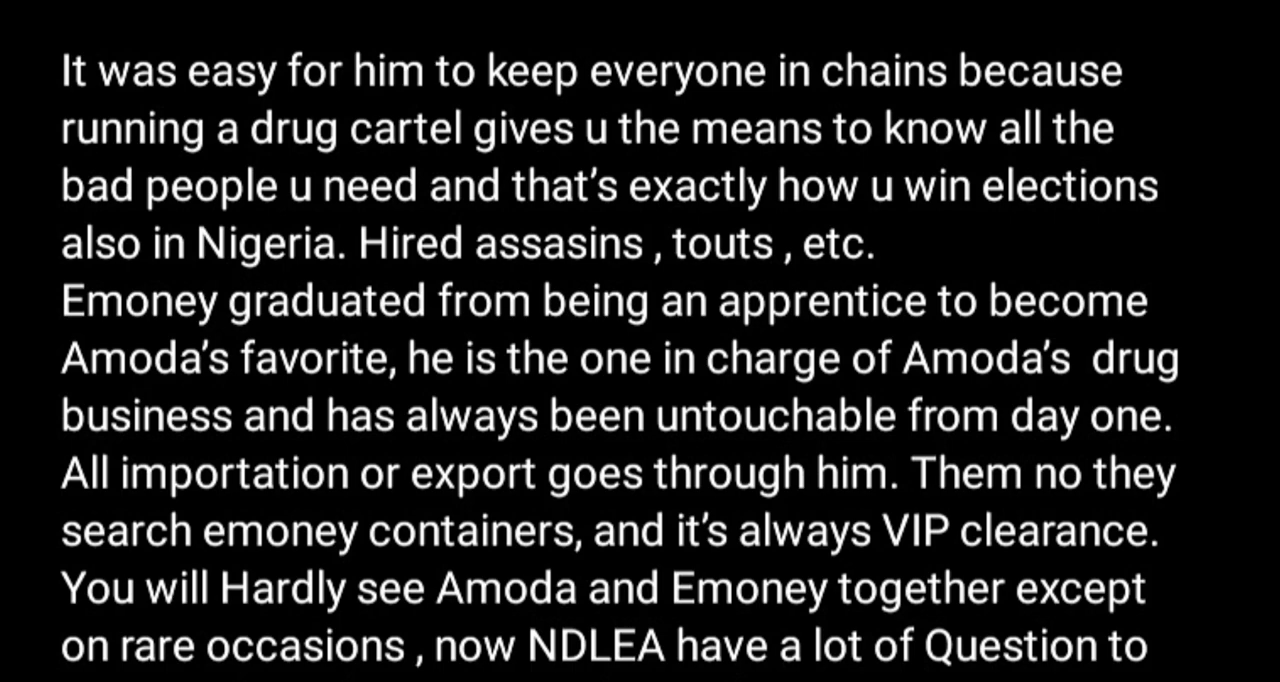 It was easy for him to keep everyone in chains because
running a drug cartel gives u the means to know all the
bad people u need and that's exactly how u win elections
also in Nigeria. Hired assasins , touts , etc.
Emoney graduated from being an apprentice to become
Amoda's favorite, he is the one in charge of Amoda's  drug
business and has always been untouchable from day one.
All importation or export goes through him. Them no they
search emoney containers, and it's always VIP clearance.
You will Hardly see Amoda and Emoney together except
on rare occasions , now NDLEA have a lot of Question to